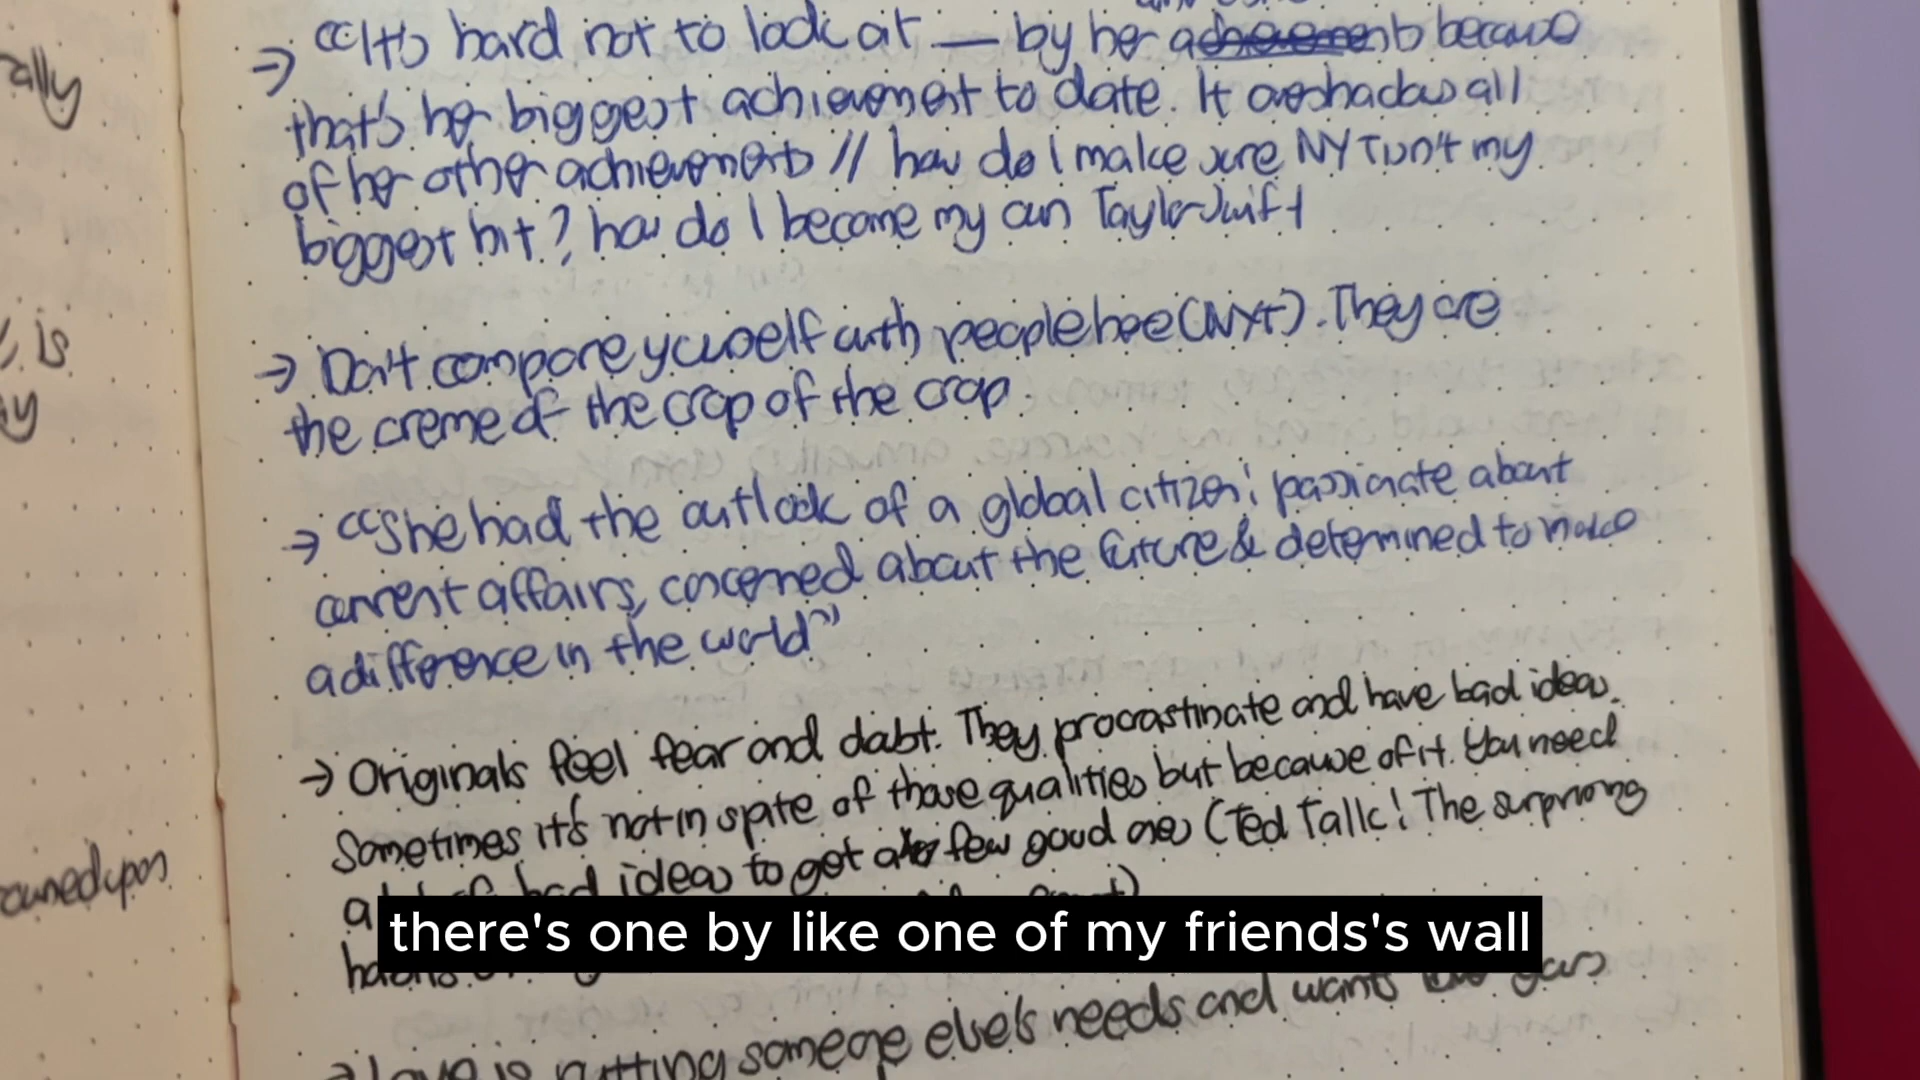 → "It's hard not to look at — by her achievements because
that's her biggest achievement to date. It overshadows all
of her other achievements // how do I make sure NYT isn't my
biggest hit? how do I become my own Taylor Swift
→ Don't compare yourself with people here (NYT). They are
the creme of the crop of the crop.
→ "She had the outlook of a global citizen: passionate about
current affairs, concerned about the future & determined to make
a difference in the world"
→ Originals feel fear and doubt. They procrastinate and have bad ideas.
Sometimes it's not in spite of those qualities but because of it. You need
a bad ideas to get a few good ones (Ted Talk: The surprising
there's one by like one of my friends's wall
→ Love is putting someone else's needs and wants
ally
is
y